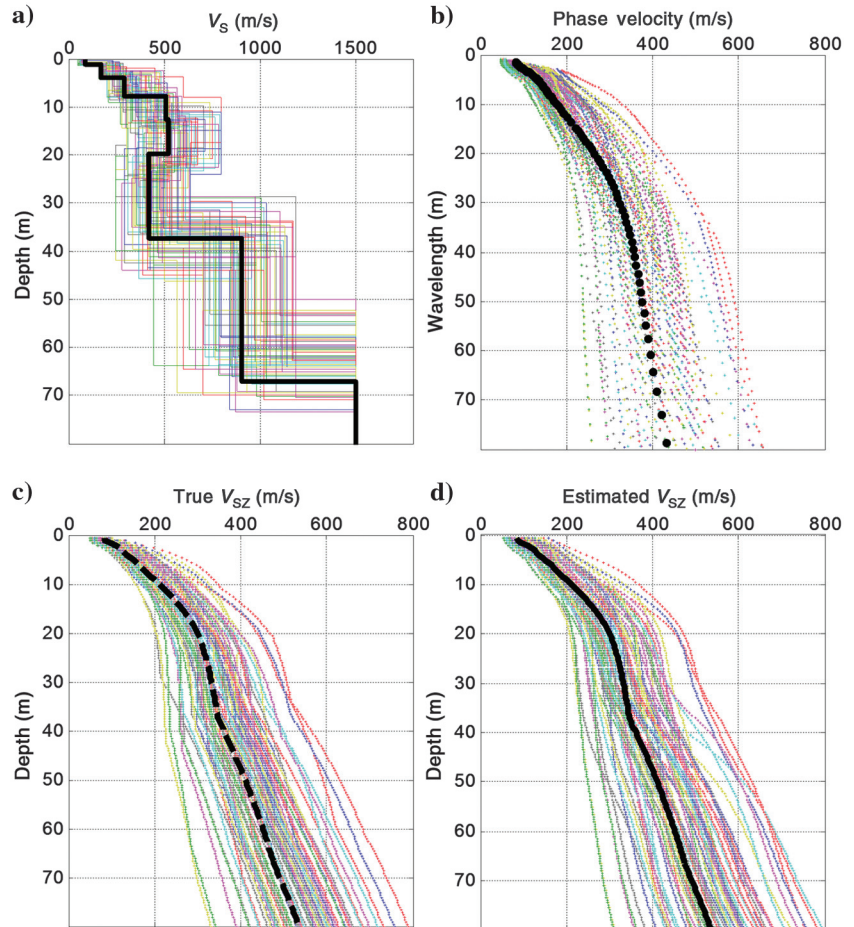 a)
V_S (m/s)
0 500 1000 1500
0
10
20
30
40
50
60
70
Depth (m)
b)
Phase velocity (m/s)
0 200 400 600 800
0
10
20
30
40
50
60
70
Wavelength (m)
c)
True V_SZ (m/s)
0 200 400 600 800
0
10
20
30
40
50
60
70
Depth (m)
d)
Estimated V_SZ (m/s)
0 200 400 600 800
0
10
20
30
40
50
60
70
Depth (m)